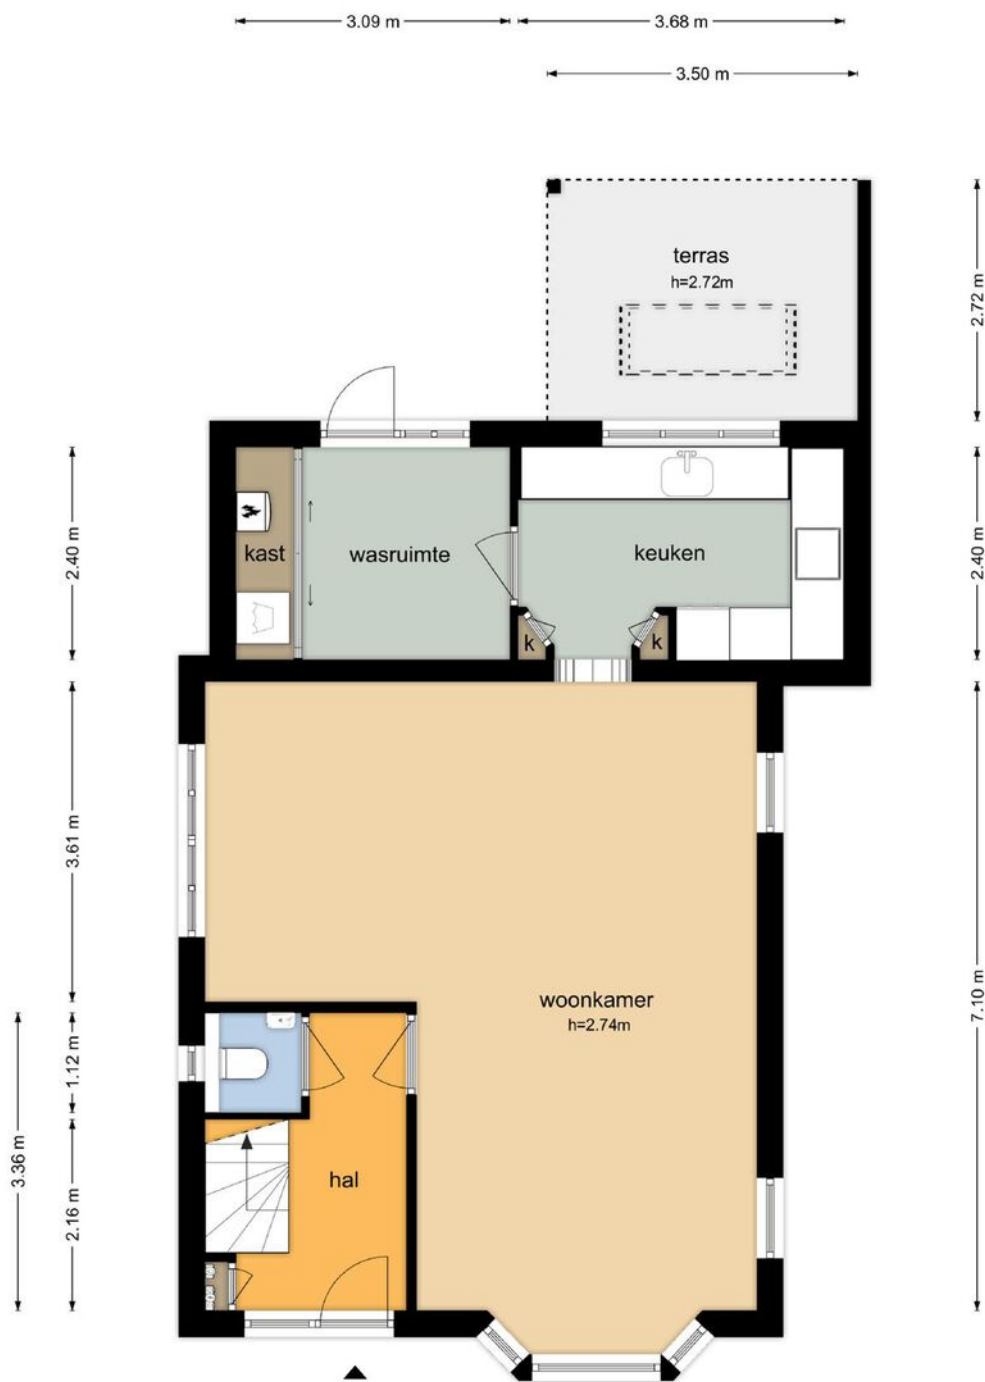 3.09 m
3.68 m
3.50 m
terras
h=2.72m
2.72 m
2.40 m
kast
wasruimte
keuken
2.40 m
k
k
3.61 m
woonkamer
h=2.74m
7.10 m
1.12 m
3.36 m
2.16 m
hal